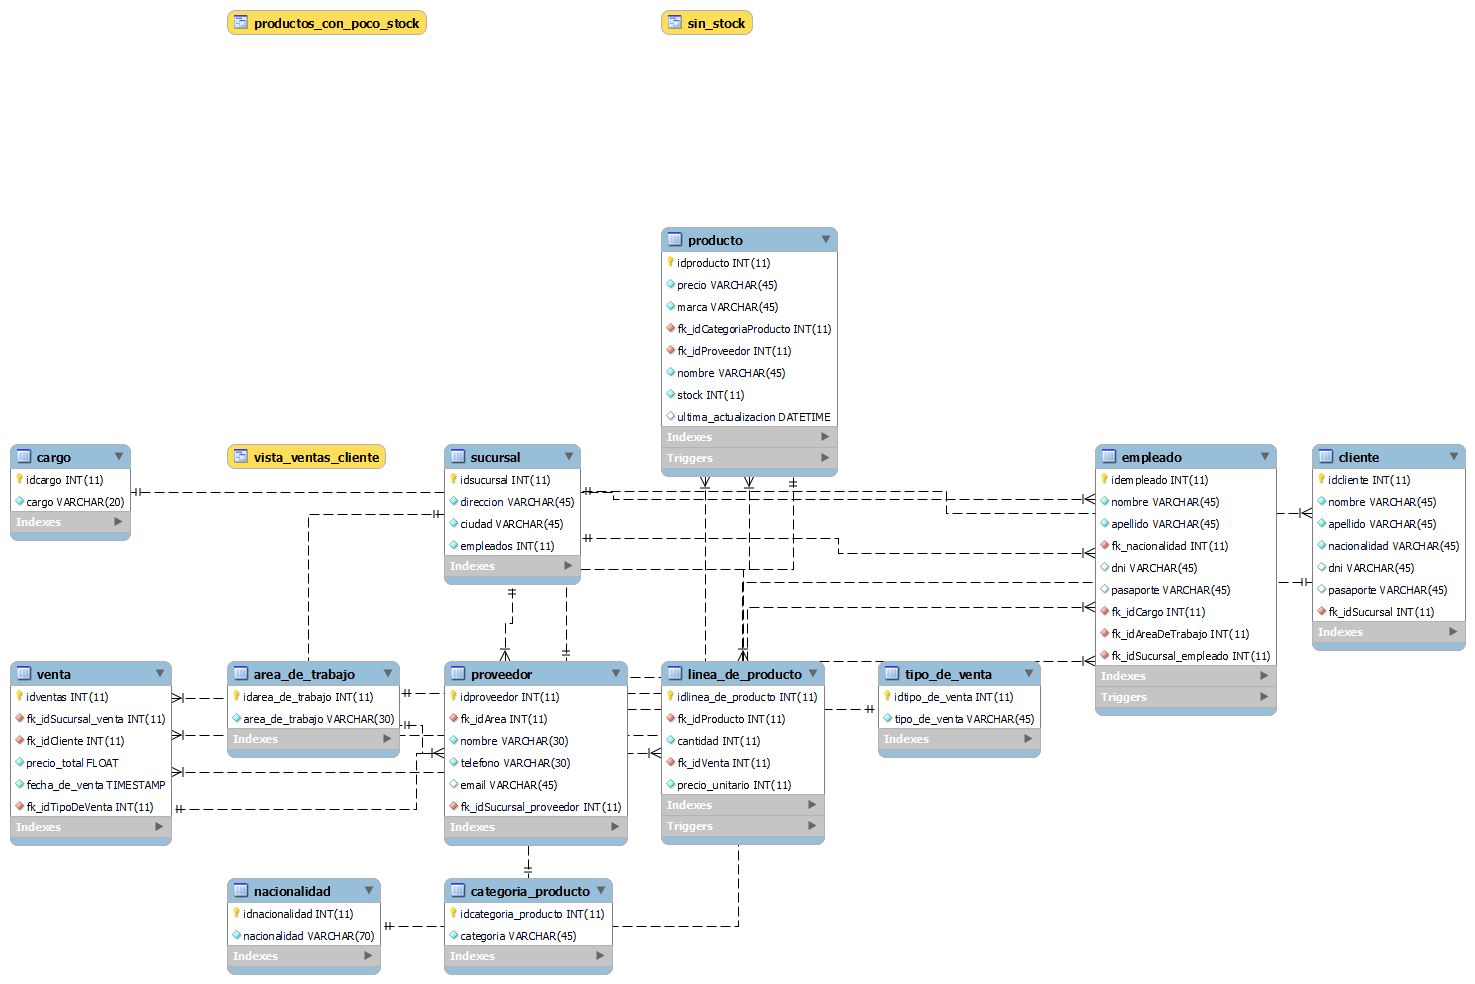 productos_con_poco_stock
sin_stock
producto
idproducto INT(11)
precio VARCHAR(45)
marca VARCHAR(45)
fk_idCategoriaProducto INT(11)
fk_idProveedor INT(11)
nombre VARCHAR(45)
stock INT(11)
ultima_actualizacion DATETIME
Indexes
Triggers
cargo
idcargo INT(11)
cargo VARCHAR(20)
Indexes
vista_ventas_cliente
sucursal
idsucursal INT(11)
direccion VARCHAR(45)
ciudad VARCHAR(45)
empleados INT(11)
Indexes
empleado
idempleado INT(11)
nombre VARCHAR(45)
apellido VARCHAR(45)
fk_nacionalidad INT(11)
dni VARCHAR(45)
pasaporte VARCHAR(45)
fk_idCargo INT(11)
fk_idAreaDeTrabajo INT(11)
fk_idSucursal_empleado INT(11)
Indexes
Triggers
cliente
idcliente INT(11)
nombre VARCHAR(45)
apellido VARCHAR(45)
nacionalidad VARCHAR(45)
dni VARCHAR(45)
pasaporte VARCHAR(45)
fk_idSucursal INT(11)
Indexes
venta
idventas INT(11)
fk_idSucursal_venta INT(11)
fk_idCliente INT(11)
precio_total FLOAT
fecha_de_venta TIMESTAMP
fk_idTipoDeVenta INT(11)
Indexes
area_de_trabajo
idarea_de_trabajo INT(11)
area_de_trabajo VARCHAR(30)
Indexes
proveedor
idproveedor INT(11)
fk_idArea INT(11)
nombre VARCHAR(30)
telefono VARCHAR(30)
email VARCHAR(45)
fk_idSucursal_proveedor INT(11)
Indexes
linea_de_producto
idlinea_de_producto INT(11)
fk_idProducto INT(11)
cantidad INT(11)
fk_idVenta INT(11)
precio_unitario INT(11)
Indexes
Triggers
tipo_de_venta
idtipo_de_venta INT(11)
tipo_de_venta VARCHAR(45)
Indexes
nacionalidad
idnacionalidad INT(11)
nacionalidad VARCHAR(70)
Indexes
categoria_producto
idcategoria_producto INT(11)
categoria VARCHAR(45)
Indexes